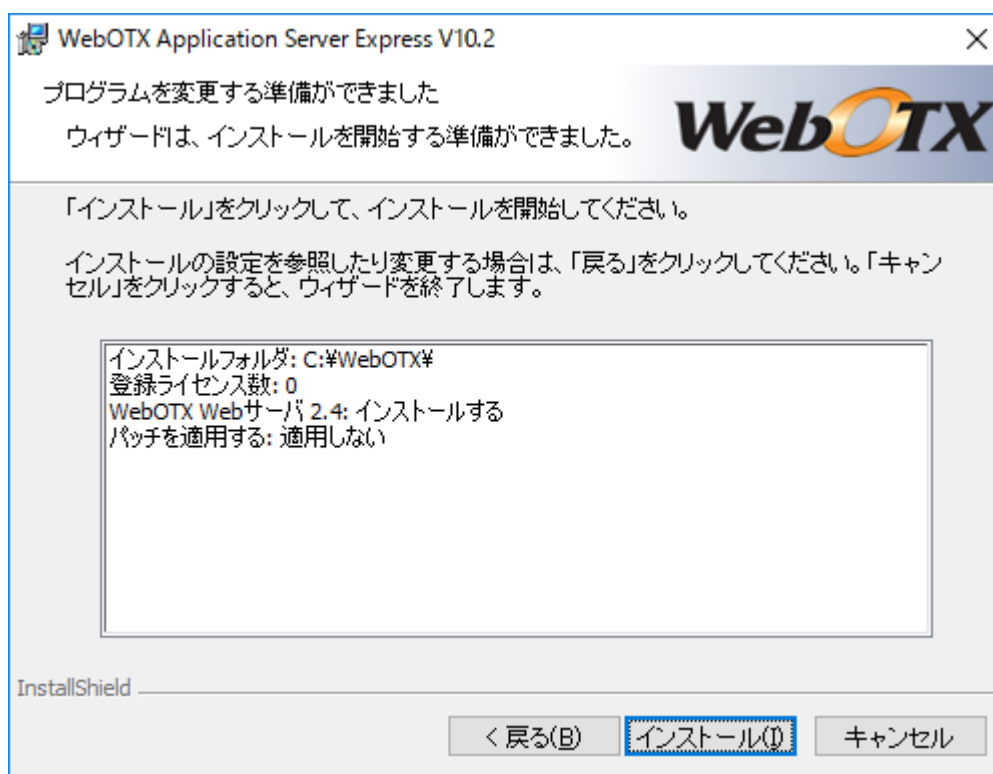 WebOTX Application Server Express V10.2
プログラムを変更する準備ができました
ウィザードは、インストールを開始する準備ができました。
WebOTX
「インストール」をクリックして、インストールを開始してください。
インストールの設定を参照したり変更する場合は、「戻る」をクリックしてください。「キャン
セル」をクリックすると、ウィザードを終了します。
インストールフォルダ: C:¥WebOTX¥
登録ライセンス数: 0
WebOTX Webサーバ 2.4: インストールする
パッチを適用する: 適用しない
InstallShield
< 戻る(B)
インストール(I)
キャンセル